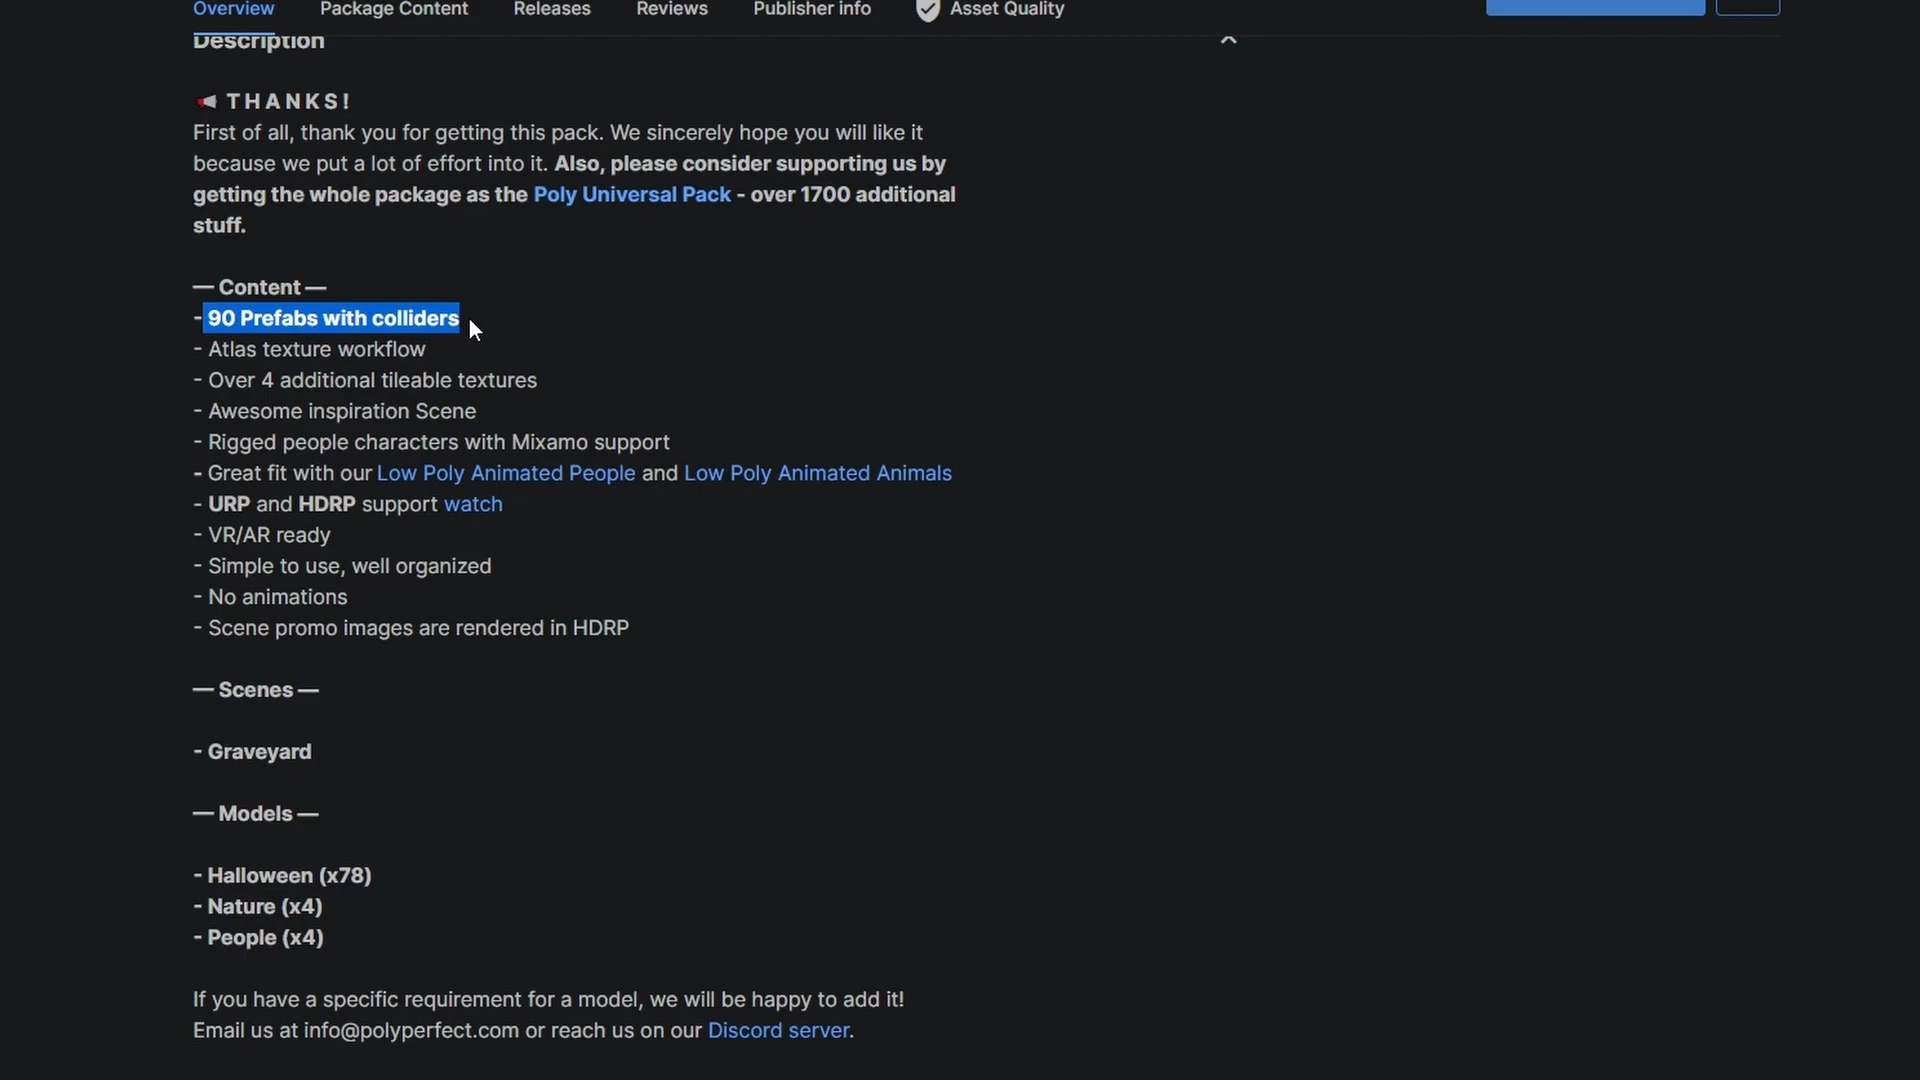 Overview Package Content Releases Reviews Publisher info Asset Quality
Description
THANKS!
First of all, thank you for getting this pack. We sincerely hope you will like it
because we put a lot of effort into it. Also, please consider supporting us by
getting the whole package as the Poly Universal Pack - over 1700 additional
stuff.
— Content —
- 90 Prefabs with colliders
- Atlas texture workflow
- Over 4 additional tileable textures
- Awesome inspiration Scene
- Rigged people characters with Mixamo support
- Great fit with our Low Poly Animated People and Low Poly Animated Animals
- URP and HDRP support watch
- VR/AR ready
- Simple to use, well organized
- No animations
- Scene promo images are rendered in HDRP
— Scenes —
- Graveyard
— Models —
- Halloween (x78)
- Nature (x4)
- People (x4)
If you have a specific requirement for a model, we will be happy to add it!
Email us at info@polyperfect.com or reach us on our Discord server.